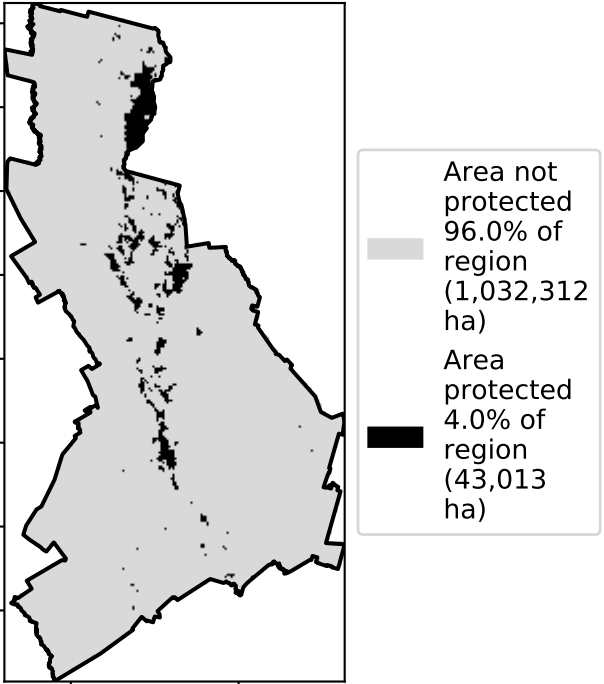 Area not
protected
96.0% of
region
(1,032,312
ha)
Area
protected
4.0% of
region
(43,013
ha)